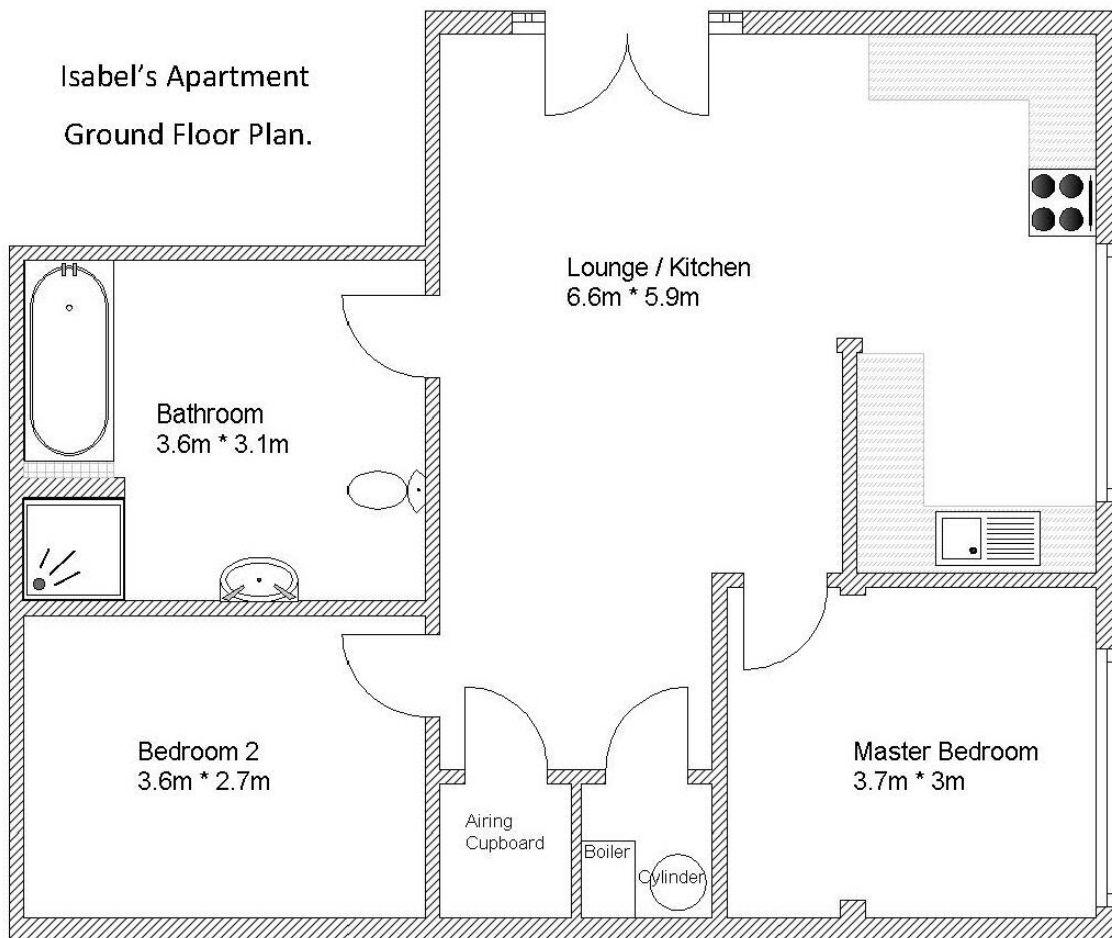 Isabel's Apartment
Ground Floor Plan.
Lounge / Kitchen
6.6m * 5.9m
Bathroom
3.6m * 3.1m
Bedroom 2
3.6m * 2.7m
Master Bedroom
3.7m * 3m
Airing
Cupboard
Boiler
Cylinder